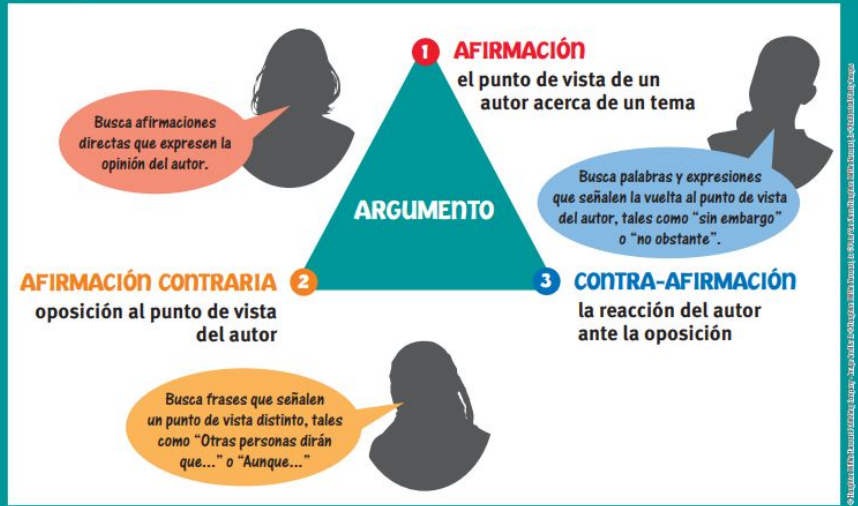 1 AFIRMACIÓN
el punto de vista de un
autor acerca de un tema
Busca afirmaciones
directas que expresen la
opinión del autor.
Busca palabras y expresiones
que señalen la vuelta al punto de vista
del autor, tales como “sin embargo”
o “no obstante”.
ARGUMENTO
AFIRMACIÓN CONTRARIA 2
oposición al punto de vista
del autor
3 CONTRA-AFIRMACIÓN
la reacción del autor
ante la oposición
Busca frases que señalen
un punto de vista distinto, tales
como “Otras personas dirán
que...” o “Aunque...”